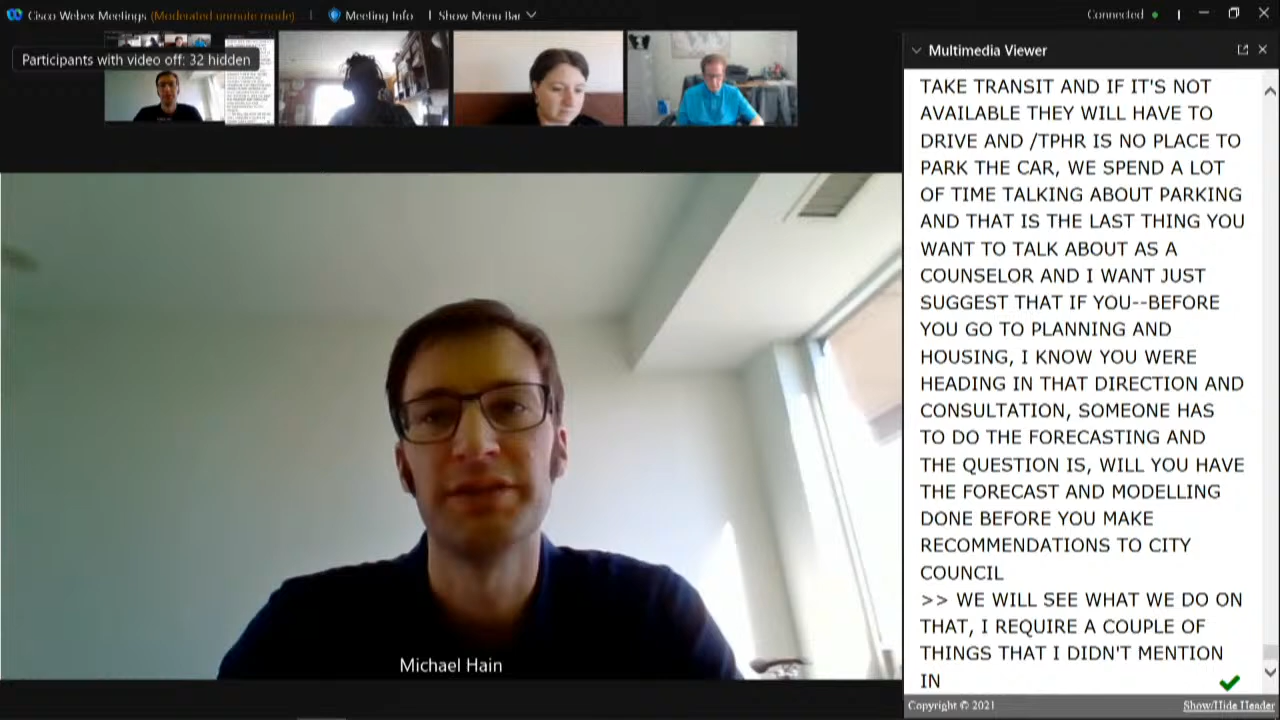 Cisco Webex Meetings (Moderated unmute mode) | Meeting Info | Show Menu Bar
Connected
Participants with video off: 32 hidden
Michael Hain
Multimedia Viewer
TAKE TRANSIT AND IF IT'S NOT
AVAILABLE THEY WILL HAVE TO
DRIVE AND /TPHR IS NO PLACE TO
PARK THE CAR, WE SPEND A LOT
OF TIME TALKING ABOUT PARKING
AND THAT IS THE LAST THING YOU
WANT TO TALK ABOUT AS A
COUNSELOR AND I WANT JUST
SUGGEST THAT IF YOU--BEFORE
YOU GO TO PLANNING AND
HOUSING, I KNOW YOU WERE
HEADING IN THAT DIRECTION AND
CONSULTATION, SOMEONE HAS
TO DO THE FORECASTING AND
THE QUESTION IS, WILL YOU HAVE
THE FORECAST AND MODELLING
DONE BEFORE YOU MAKE
RECOMMENDATIONS TO CITY
COUNCIL
>> WE WILL SEE WHAT WE DO ON
THAT, I REQUIRE A COUPLE OF
THINGS THAT I DIDN'T MENTION
IN
Copyright © 2021
Show/Hide Header